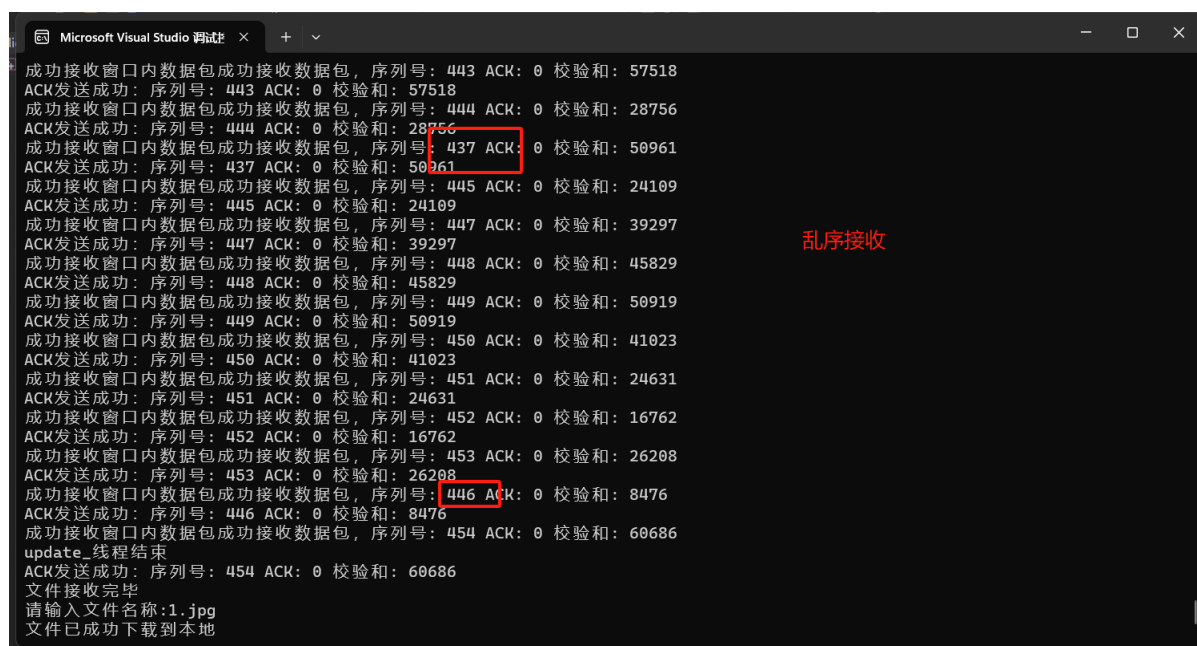 Microsoft Visual Studio 调试
成功接收窗口内数据包成功接收数据包, 序列号: 443 ACK: 0 校验和: 57518
ACK发送成功: 序列号: 443 ACK: 0 校验和: 57518
成功接收窗口内数据包成功接收数据包, 序列号: 444 ACK: 0 校验和: 28756
ACK发送成功: 序列号: 444 ACK: 0 校验和: 28756
成功接收窗口内数据包成功接收数据包, 序列号: 437 ACK: 0 校验和: 50961
ACK发送成功: 序列号: 437 ACK: 0 校验和: 50961
成功接收窗口内数据包成功接收数据包, 序列号: 445 ACK: 0 校验和: 24109
ACK发送成功: 序列号: 445 ACK: 0 校验和: 24109
成功接收窗口内数据包成功接收数据包, 序列号: 447 ACK: 0 校验和: 39297
乱序接收
ACK发送成功: 序列号: 447 ACK: 0 校验和: 39297
成功接收窗口内数据包成功接收数据包, 序列号: 448 ACK: 0 校验和: 45829
ACK发送成功: 序列号: 448 ACK: 0 校验和: 45829
成功接收窗口内数据包成功接收数据包, 序列号: 449 ACK: 0 校验和: 50919
ACK发送成功: 序列号: 449 ACK: 0 校验和: 50919
成功接收窗口内数据包成功接收数据包, 序列号: 450 ACK: 0 校验和: 41023
ACK发送成功: 序列号: 450 ACK: 0 校验和: 41023
成功接收窗口内数据包成功接收数据包, 序列号: 451 ACK: 0 校验和: 24631
ACK发送成功: 序列号: 451 ACK: 0 校验和: 24631
成功接收窗口内数据包成功接收数据包, 序列号: 452 ACK: 0 校验和: 16762
ACK发送成功: 序列号: 452 ACK: 0 校验和: 16762
成功接收窗口内数据包成功接收数据包, 序列号: 453 ACK: 0 校验和: 26208
ACK发送成功: 序列号: 453 ACK: 0 校验和: 26208
成功接收窗口内数据包成功接收数据包, 序列号: 446 ACK: 0 校验和: 8476
ACK发送成功: 序列号: 446 ACK: 0 校验和: 8476
成功接收窗口内数据包成功接收数据包, 序列号: 454 ACK: 0 校验和: 60686
update_线程结束
ACK发送成功: 序列号: 454 ACK: 0 校验和: 60686
文件接收完毕
请输入文件名称:1.jpg
文件已成功下载到本地